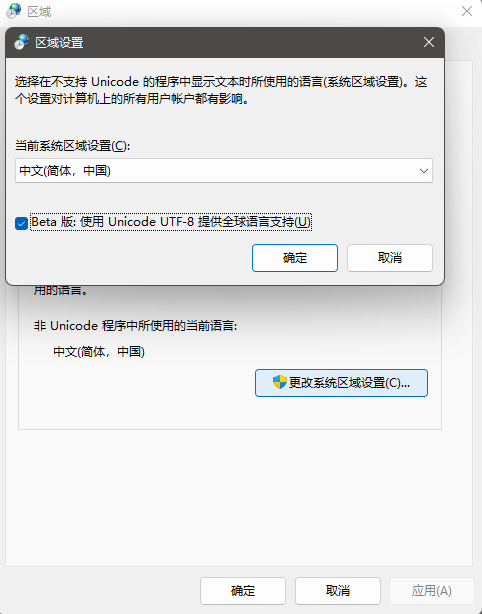 区域
区域设置
选择在不支持 Unicode 的程序中显示文本时所使用的语言(系统区域设置)。这
个设置对计算机上的所有用户帐户都有影响。
当前系统区域设置(C):
中文(简体，中国)
Beta 版: 使用 Unicode UTF-8 提供全球语言支持(U)
确定 取消
用的语言。
非 Unicode 程序中所使用的当前语言:
中文(简体，中国)
更改系统区域设置(C)...
确定 取消 应用(A)